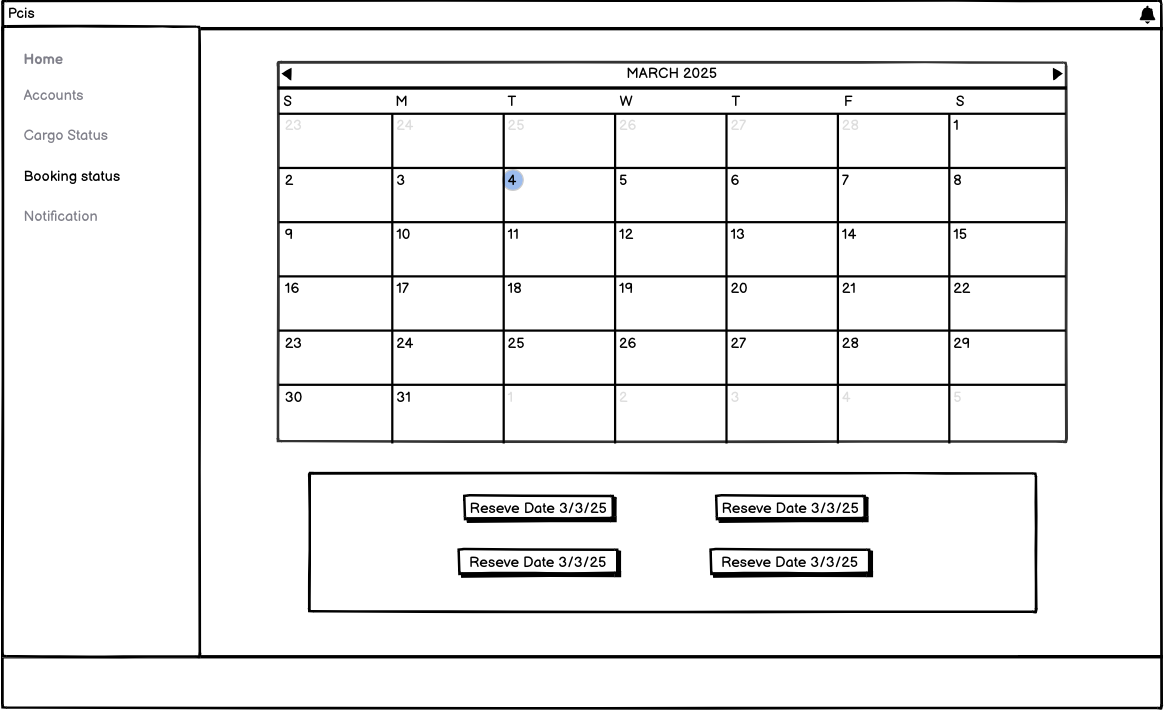 Pcis
Home
Accounts
Cargo Status
Booking status
Notification
MARCH 2025
S M T W T F S
23 24 25 26 27 28 1
2 3 4 5 6 7 8
9 10 11 12 13 14 15
16 17 18 19 20 21 22
23 24 25 26 27 28 29
30 31 1 2 3 4 5
Reseve Date 3/3/25 Reseve Date 3/3/25
Reseve Date 3/3/25 Reseve Date 3/3/25